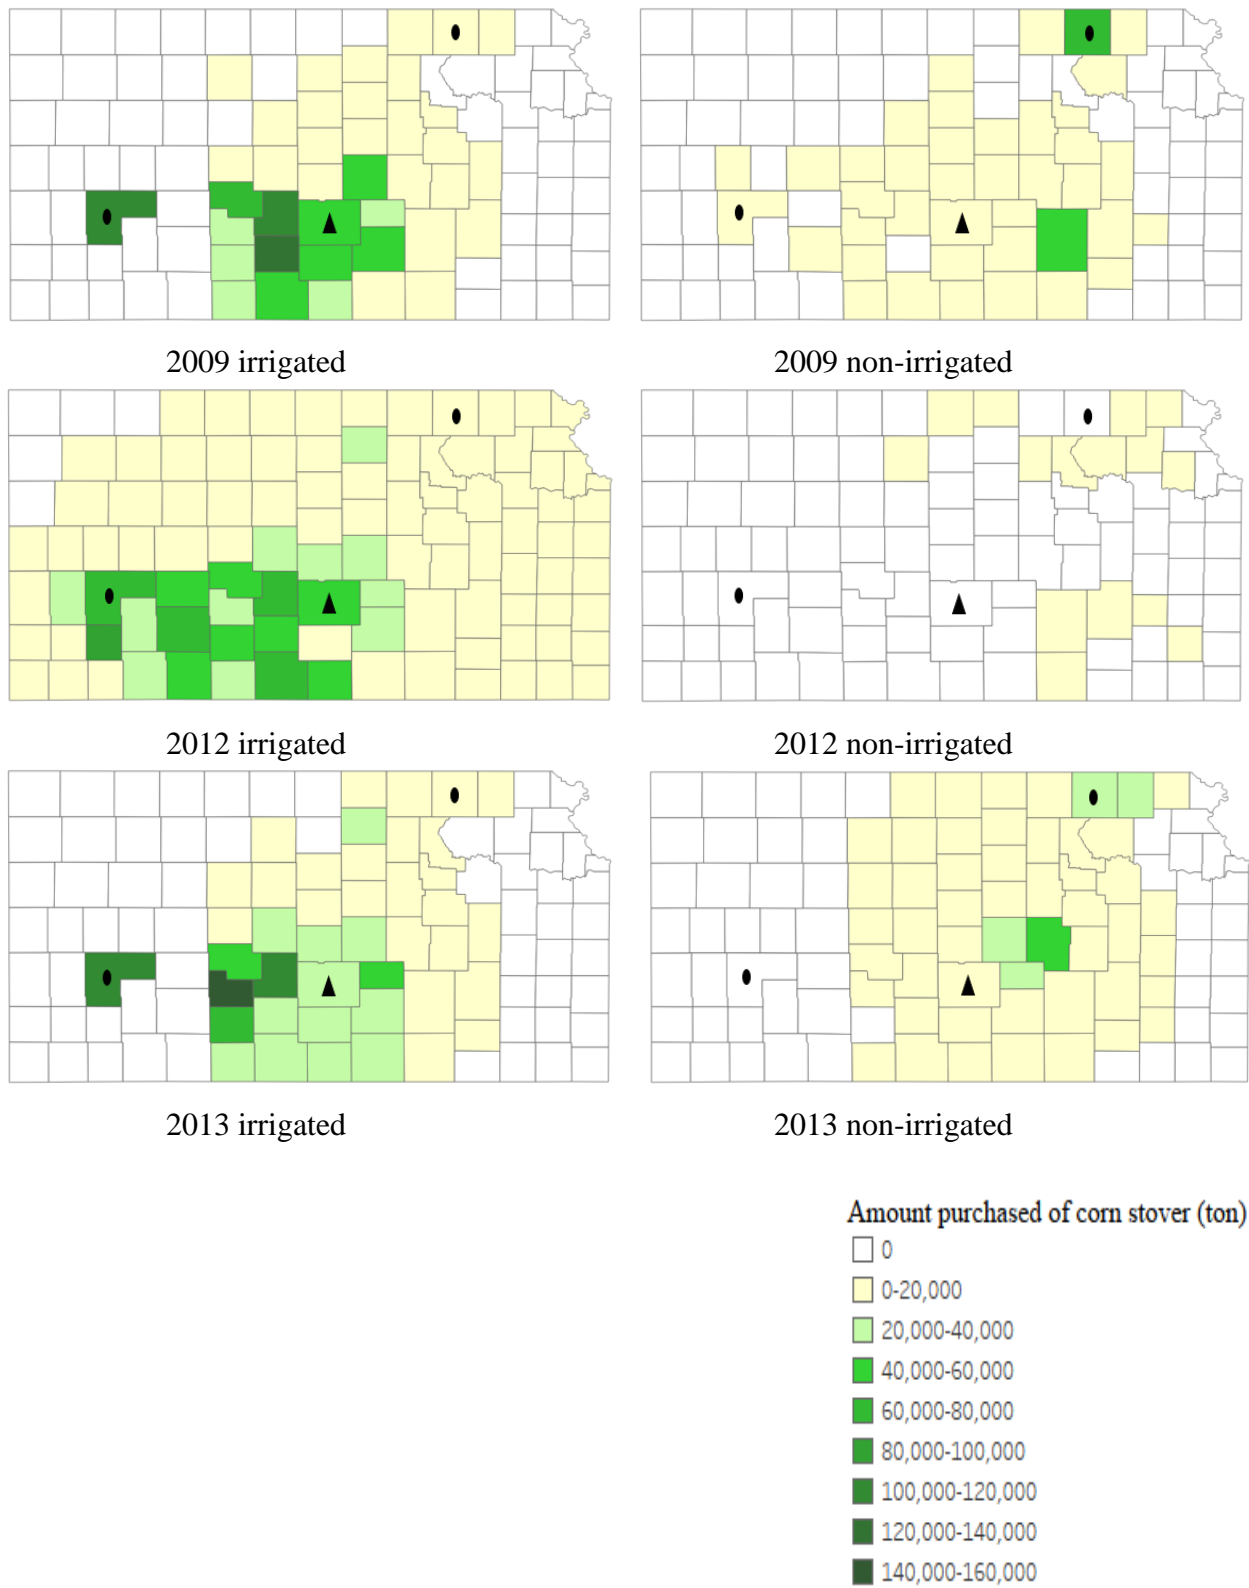 2009 irrigated
2009 non-irrigated
2012 irrigated
2012 non-irrigated
2013 irrigated
2013 non-irrigated
Amount purchased of corn stover (ton)
0
0-20,000
20,000-40,000
40,000-60,000
60,000-80,000
80,000-100,000
100,000-120,000
120,000-140,000
140,000-160,000